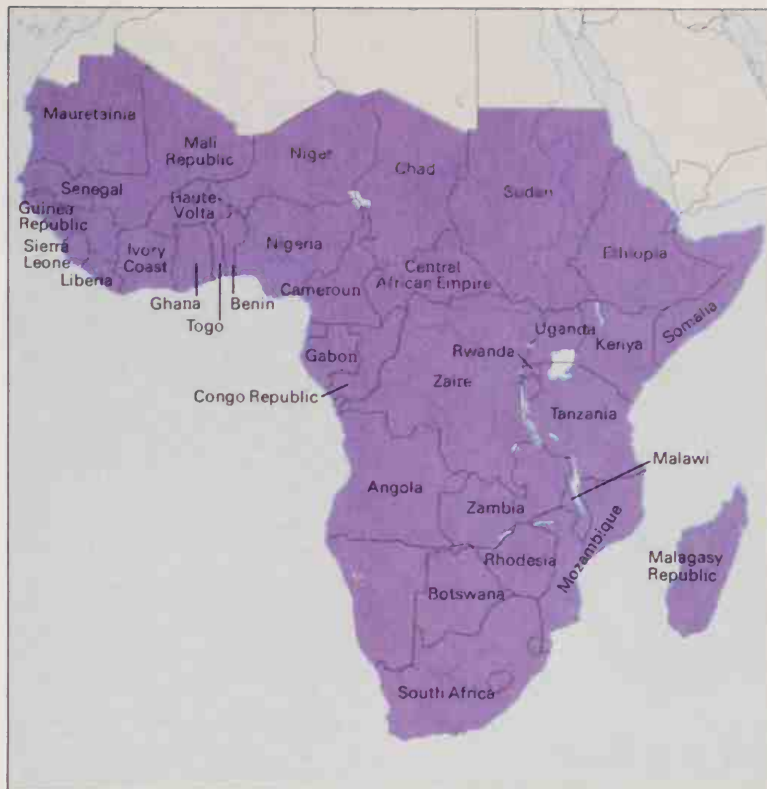 Mauretainia
Mali
Republic
Niger
Chad
Sudan
Senegal
Haute-
Volta
Guinea
Republic
Sierra
Leone
Liberia
Ivory
Coast
Ghana
Togo
Benin
Nigeria
Cameroun
Central
African Empire
Ethiopia
Somalia
Uganda
Kenya
Rwanda
Gabon
Congo Republic
Zaire
Tanzania
Malawi
Angola
Zambia
Mozambique
Rhodesia
Malagasy
Republic
Botswana
South Africa